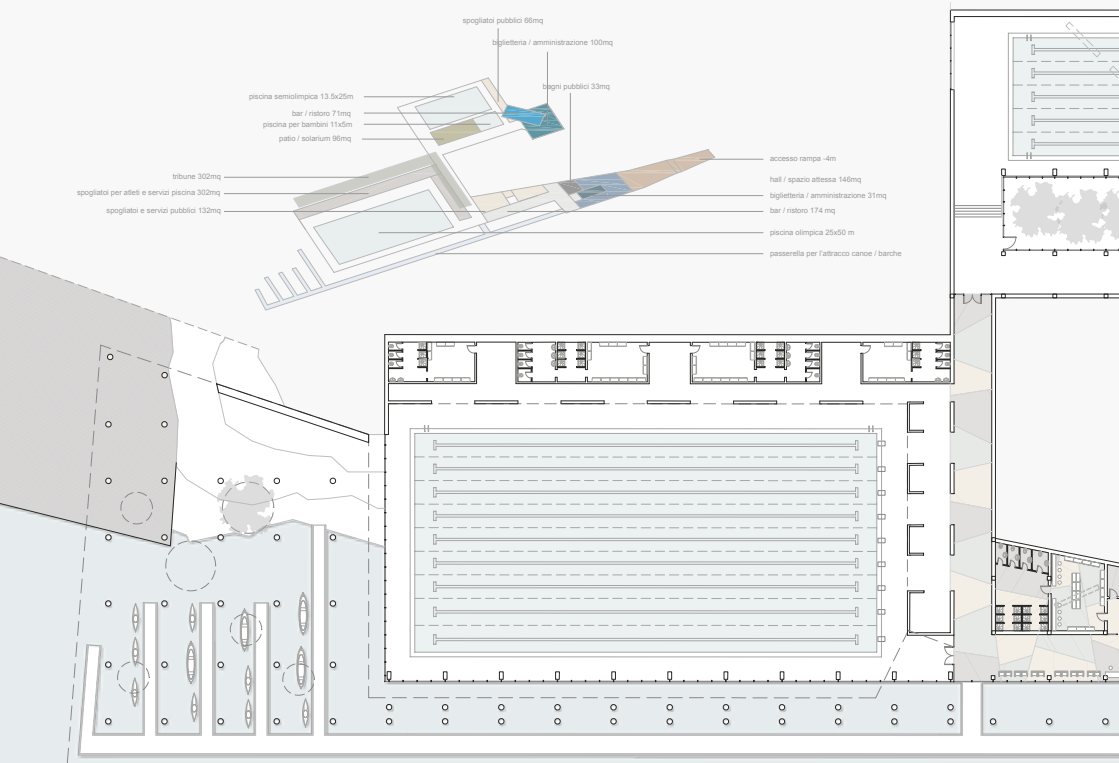 spogliatoi pubblici 66mq
biglietteria / amministrazione 100mq
bagni pubblici 33mq
piscina semiolimpica 13.5x25m
bar / ristoro 71mq
piscina per bambini 11x5m
patio / solarium 96mq
tribune 302mq
spogliatoi per atleti e servizi piscina 302mq
spogliatoi e servizi pubblici 132mq
accesso rampa -4m
hall / spazio attessa 146mq
biglietteria / amministrazione 31mq
bar / ristoro 174 mq
piscina olimpica 25x50 m
passerella per l'attracco canoe / barche